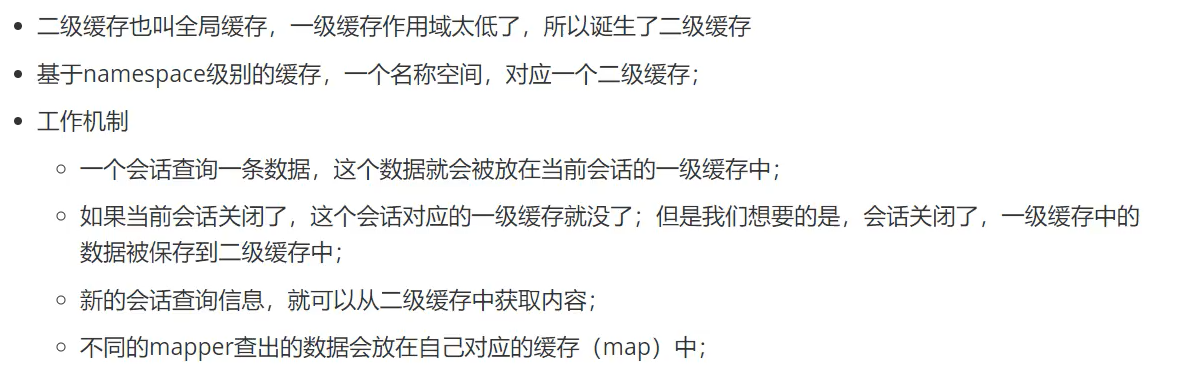 二级缓存也叫全局缓存，一级缓存作用域太低了，所以诞生了二级缓存
基于namespace级别的缓存，一个名称空间，对应一个二级缓存；
工作机制
一个会话查询一条数据，这个数据就会被放在当前会话的一级缓存中；
如果当前会话关闭了，这个会话对应的一级缓存就没了；但是我们想要的是，会话关闭了，一级缓存中的
数据被保存到二级缓存中；
新的会话查询信息，就可以从二级缓存中获取内容；
不同的mapper查出的数据会放在自己对应的缓存（map）中；